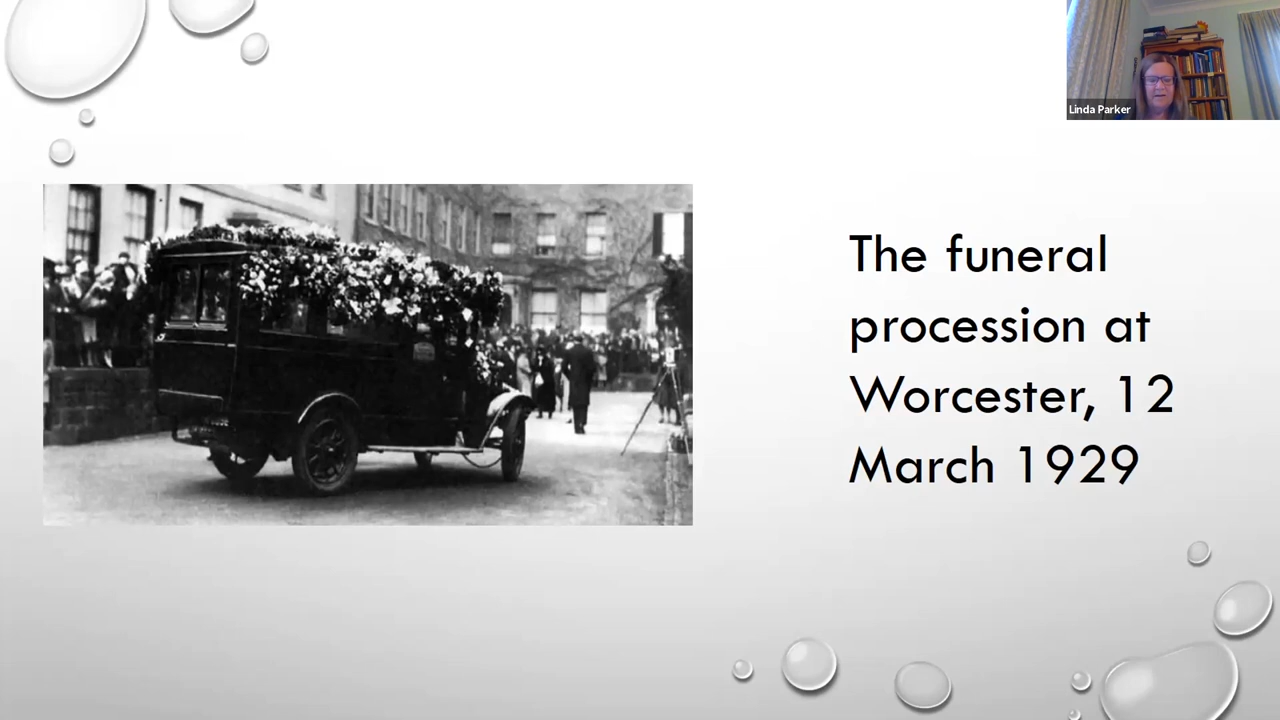 Linda Parker
The funeral
procession at
Worcester, 12
March 1929